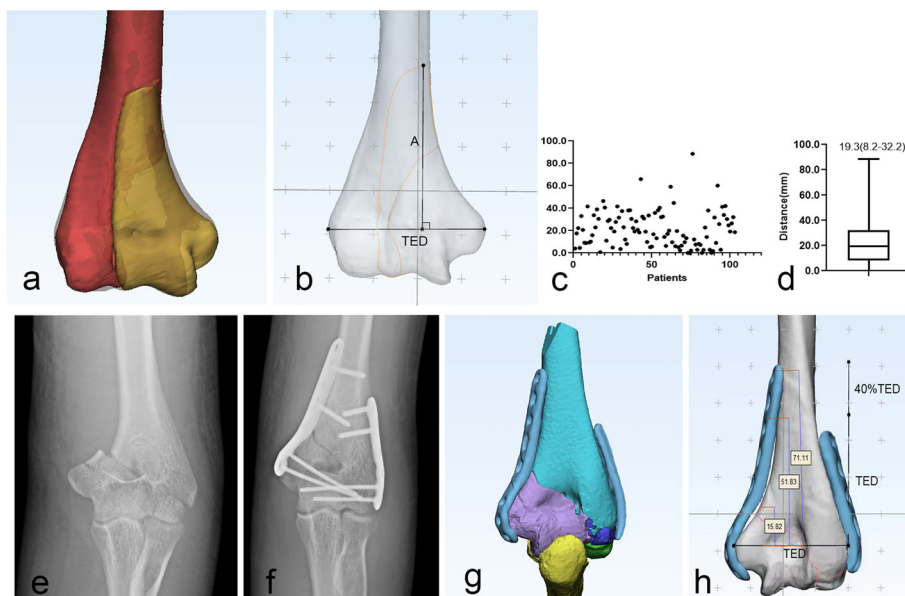 a
b
A
TED
100.0
80.0
60.0
40.0
20.0
0.0
0
50
100
Patients
c
Distance(mm)
100.0
80.0
60.0
40.0
20.0
0.0
19.3(8.2-32.2)
d
e
f
g
40%TED
71.11
51.83
TED
15.82
TED
h